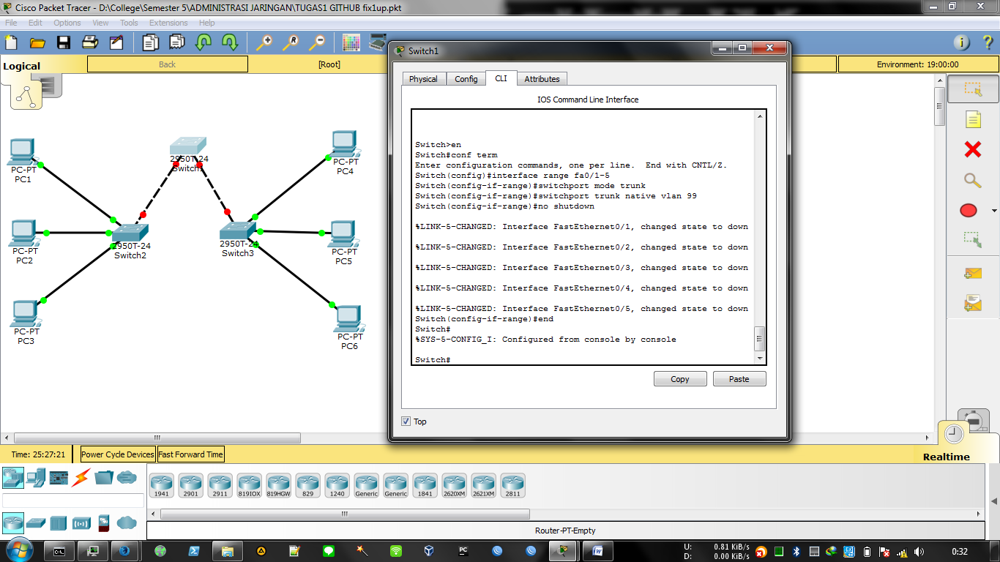 Cisco Packet Tracer - D:\College\Semester 5\ADMINISTRASI JARINGAN\TUGAS1 GITHUB fix1up.pkt
File Edit Options View Tools Extensions Help
Logical
Back
[Root]
Environment: 19:00:00
PC-PT
PC1
PC-PT
PC2
PC-PT
PC3
2950T-24
Switch1
2950T-24
Switch2
2950T-24
Switch3
PC-PT
PC4
PC-PT
PC5
PC-PT
PC6
Switch1
Physical Config CLI Attributes
IOS Command Line Interface
Switch>en
Switch#conf term
Enter configuration commands, one per line.  End with CNTL/Z.
Switch(config)#interface range fa0/1-5
Switch(config-if-range)#switchport mode trunk
Switch(config-if-range)#switchport trunk native vlan 99
Switch(config-if-range)#no shutdown
%LINK-5-CHANGED: Interface FastEthernet0/1, changed state to down
%LINK-5-CHANGED: Interface FastEthernet0/2, changed state to down
%LINK-5-CHANGED: Interface FastEthernet0/3, changed state to down
%LINK-5-CHANGED: Interface FastEthernet0/4, changed state to down
%LINK-5-CHANGED: Interface FastEthernet0/5, changed state to down
Switch(config-if-range)#end
Switch#
%SYS-5-CONFIG_I: Configured from console by console
Switch#
Copy Paste
Top
Time: 25:27:21
Power Cycle Devices Fast Forward Time
Realtime
1941 2901 2911 819IOX 819HGW 829 1240 Generic Generic 1841 2620XM 2621XM 2811
Router-PT-Empty
U: 0.81 KiB/s
D: 0.00 KiB/s
0:32